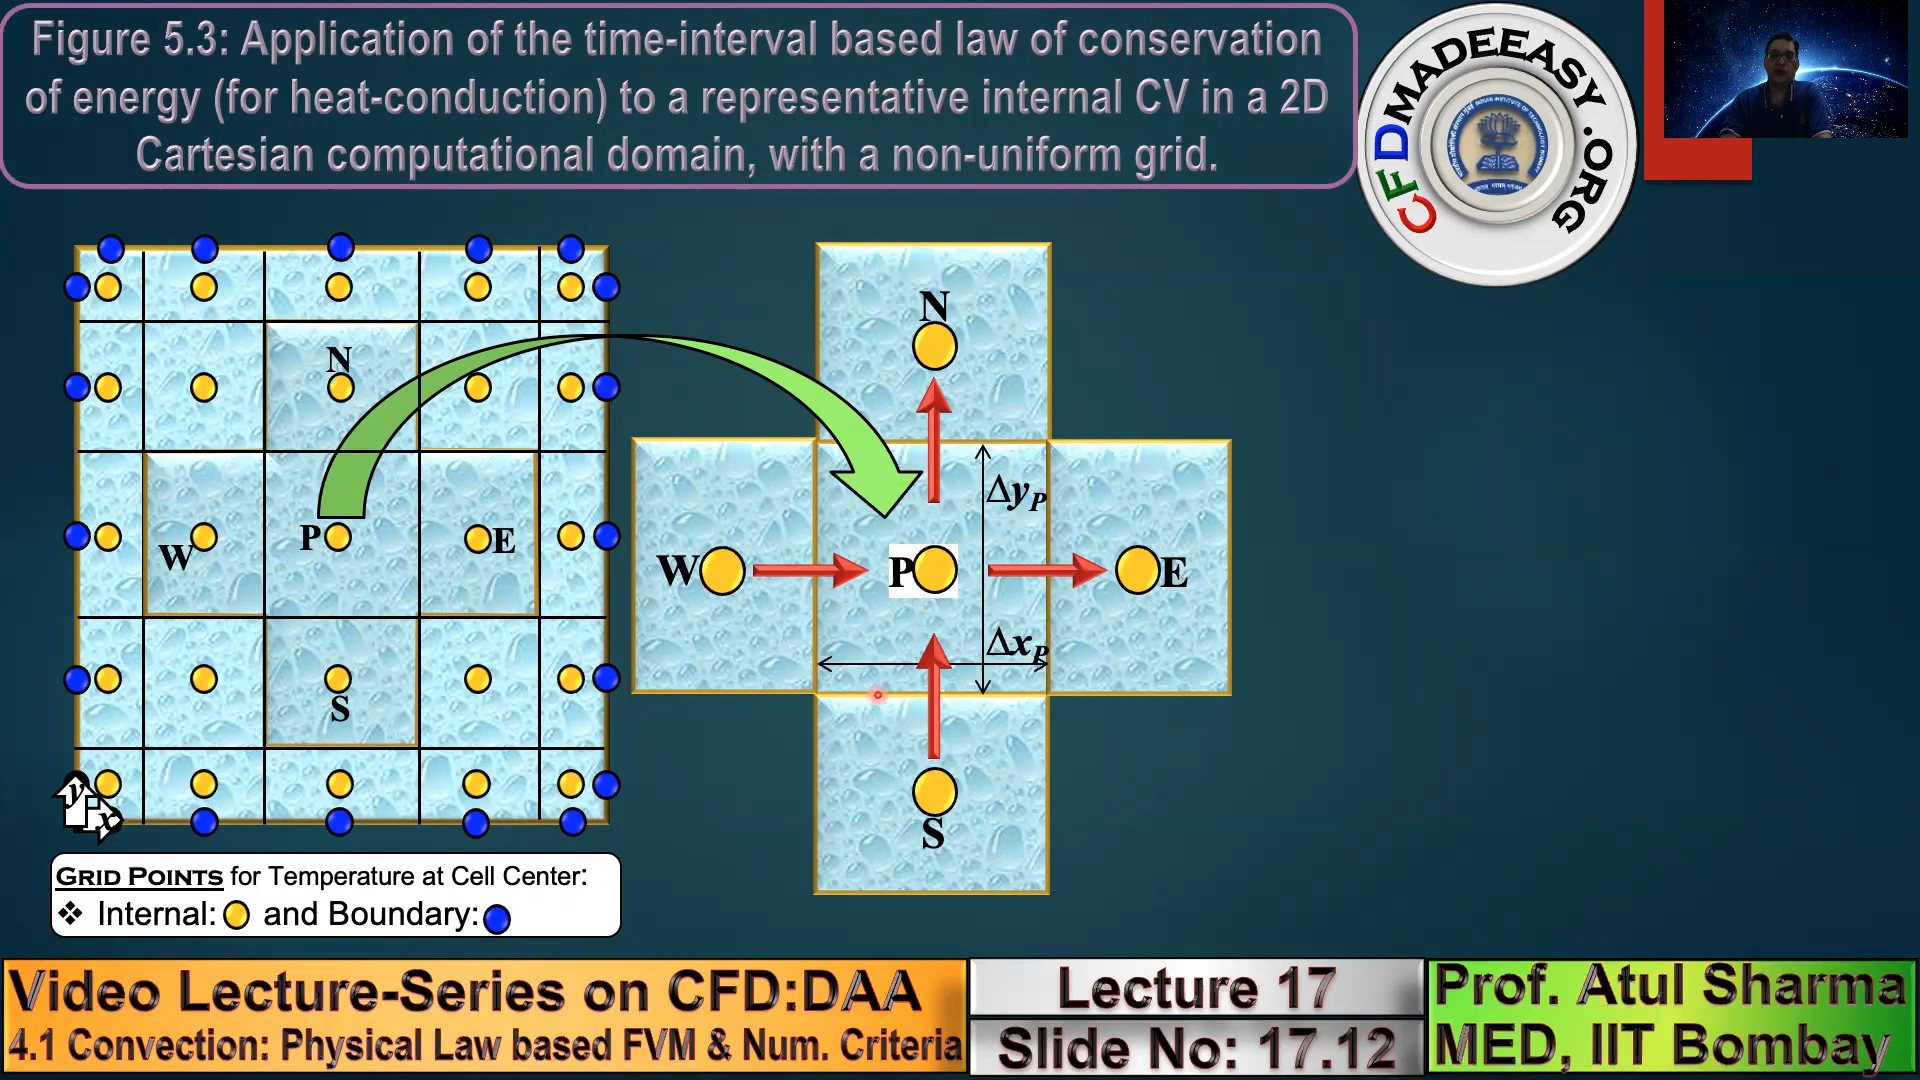 Figure 5.3: Application of the time-interval based law of conservation
of energy (for heat-conduction) to a representative internal CV in a 2D
Cartesian computational domain, with a non-uniform grid.
CFDMADEEASY.ORG
N
W
P
E
S
y
x
N
W
P
E
S
Δy_P
Δx_P
GRID POINTS for Temperature at Cell Center:
❖ Internal: and Boundary:
Video Lecture-Series on CFD:DAA
4.1 Convection: Physical Law based FVM & Num. Criteria
Lecture 17
Slide No: 17.12
Prof. Atul Sharma
MED, IIT Bombay